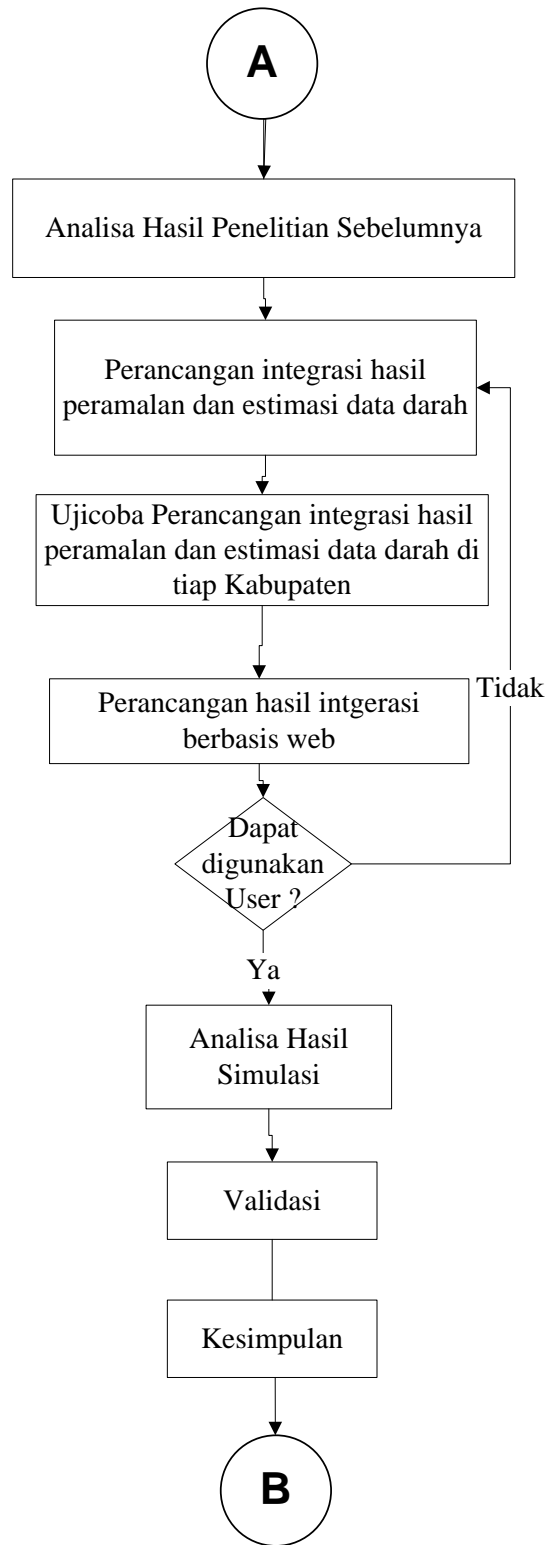 A
Analisa Hasil Penelitian Sebelumnya
Perancangan integrasi hasil
peramalan dan estimasi data darah
Ujicoba Perancangan integrasi hasil
peramalan dan estimasi data darah di
tiap Kabupaten
Perancangan hasil intgerasi
berbasis web
Tidak
Dapat
digunakan
User ?
Ya
Analisa Hasil
Simulasi
Validasi
Kesimpulan
B